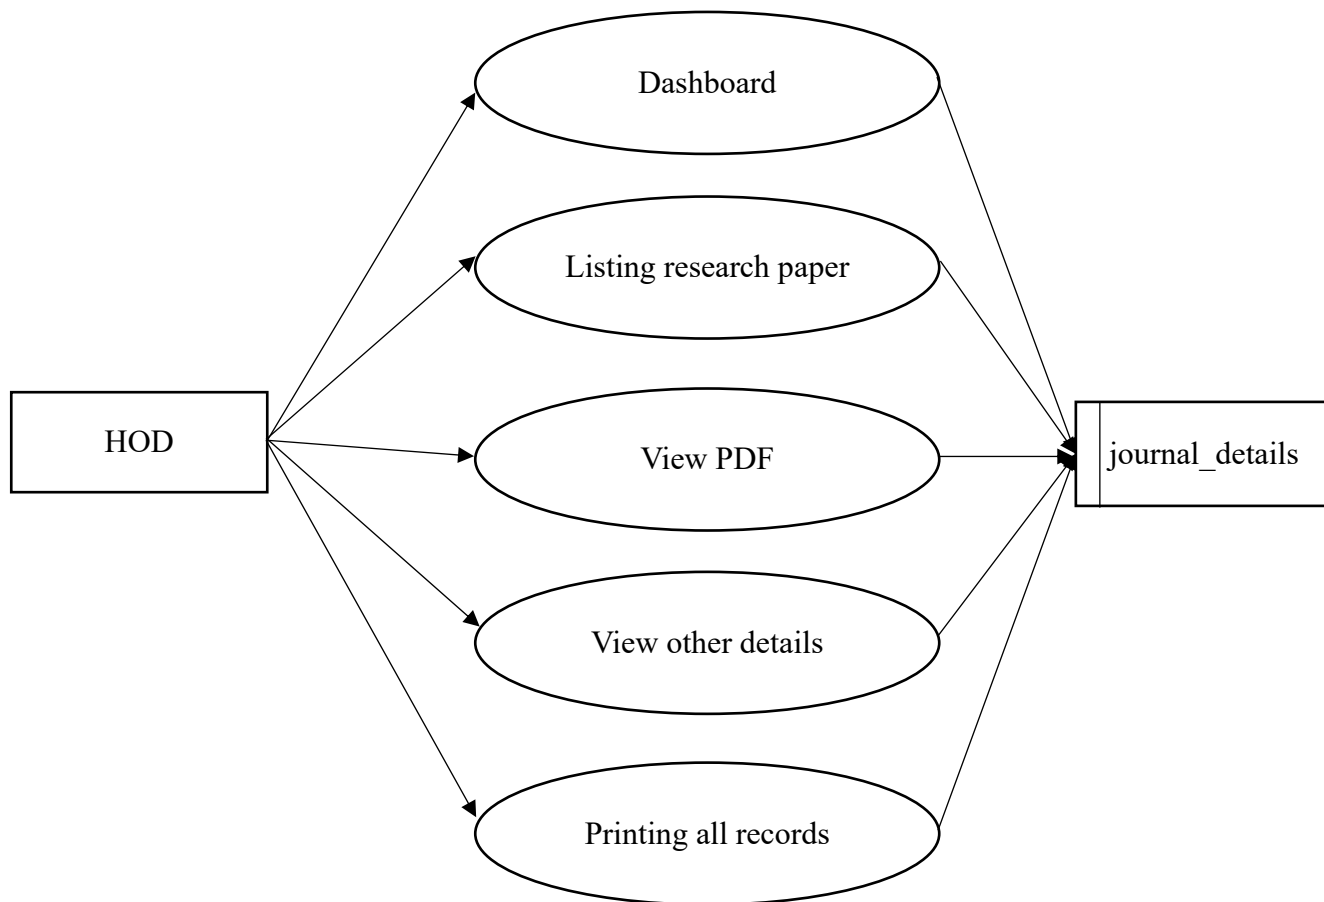 Dashboard
Listing research paper
HOD
View PDF
journal_details
View other details
Printing all records